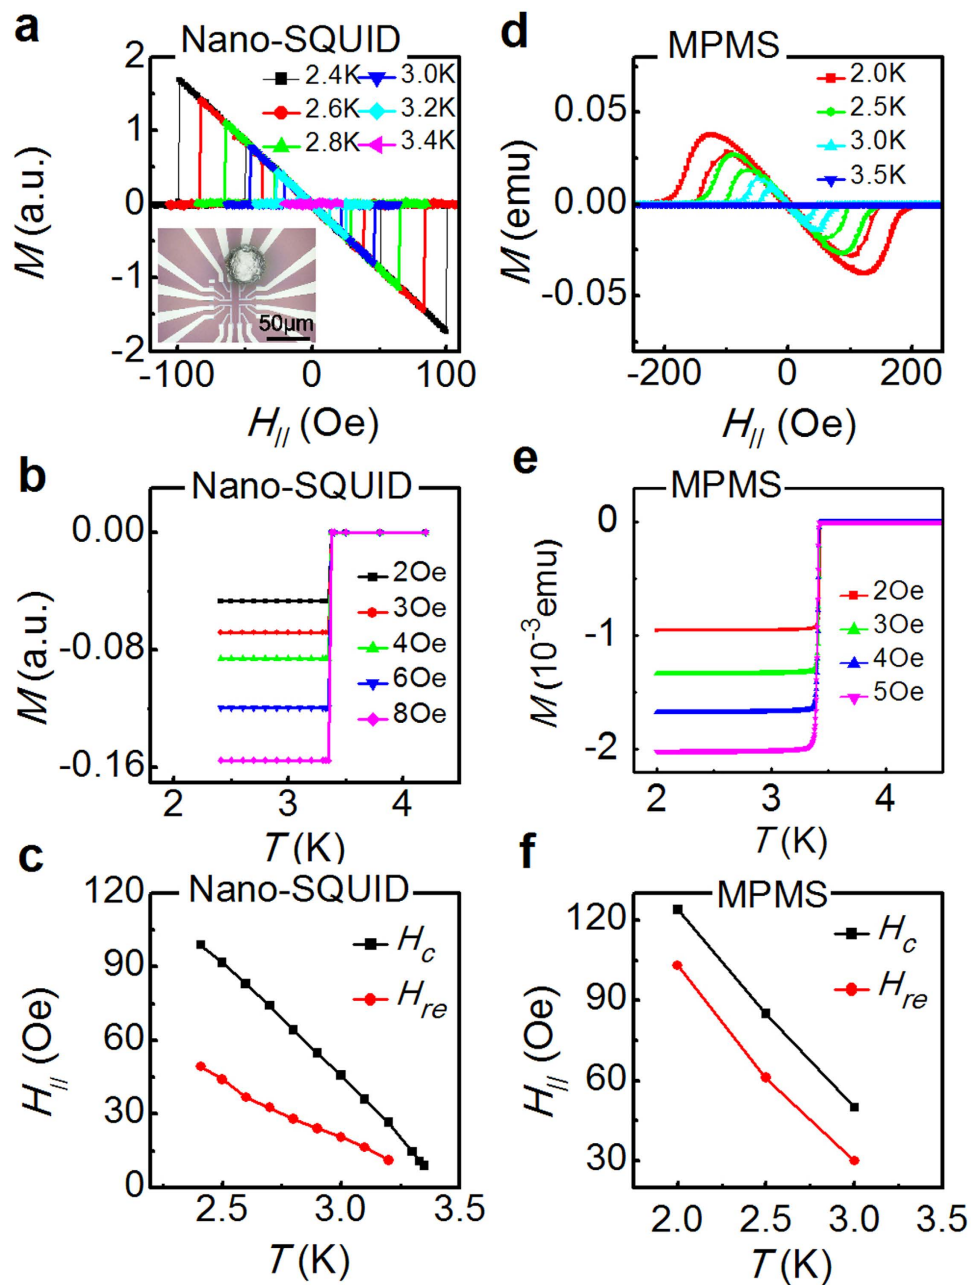 a
Nano-SQUID
2.4K 3.0K
2.6K 3.2K
2.8K 3.4K
2
1
0
-1
-2
M (a.u.)
50μm
-100 0 100
H// (Oe)
d
MPMS
2.0K
2.5K
3.0K
3.5K
0.05
0.00
-0.05
M (emu)
-200 0 200
H// (Oe)
b
Nano-SQUID
0.00
-0.08
-0.16
M (a.u.)
2Oe
3Oe
4Oe
6Oe
8Oe
2 3 4
T (K)
e
MPMS
0
-1
-2
M (10⁻³emu)
2Oe
3Oe
4Oe
5Oe
2 3 4
T (K)
c
Nano-SQUID
120
90
60
30
0
H// (Oe)
Hc
Hre
2.5 3.0 3.5
T (K)
f
MPMS
120
90
60
30
H// (Oe)
Hc
Hre
2.0 2.5 3.0 3.5
T (K)